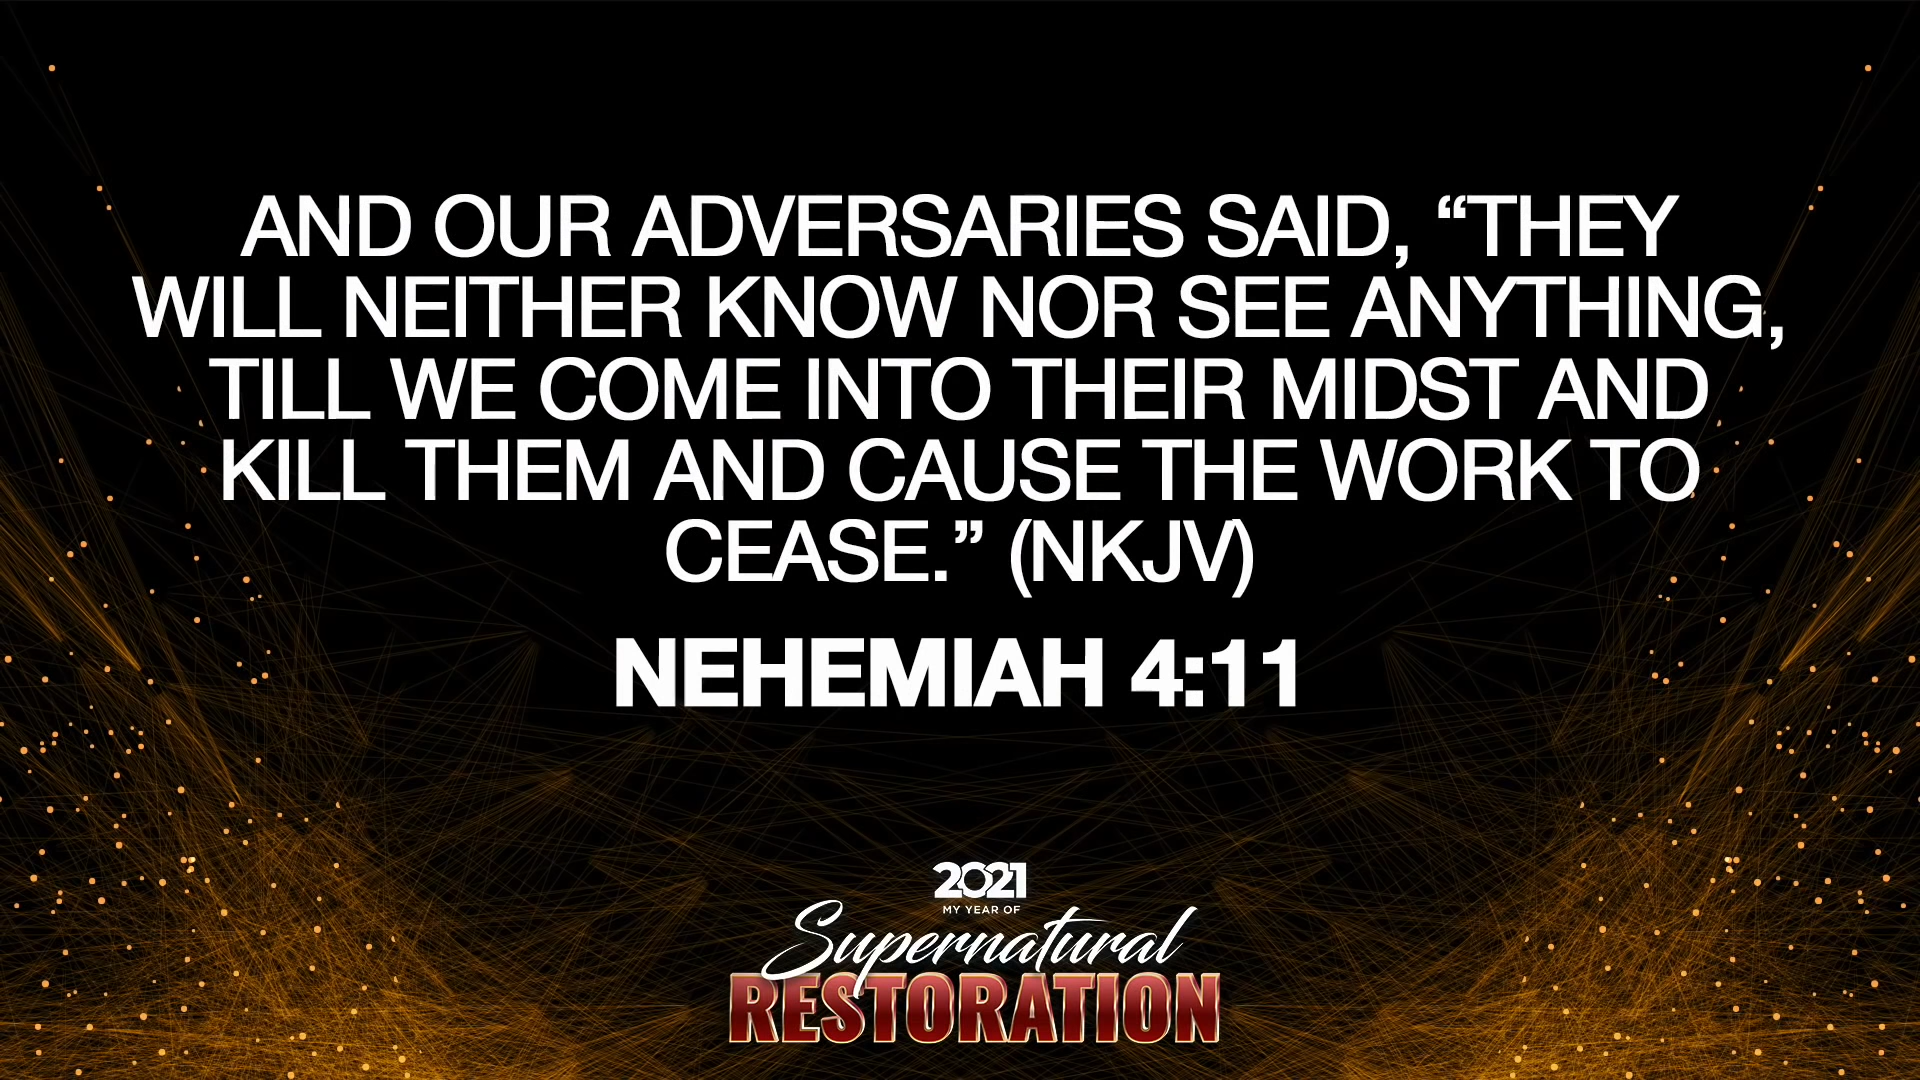 AND OUR ADVERSARIES SAID, “THEY
WILL NEITHER KNOW NOR SEE ANYTHING,
TILL WE COME INTO THEIR MIDST AND
KILL THEM AND CAUSE THE WORK TO
CEASE.” (NKJV)
NEHEMIAH 4:11
2021
MY YEAR OF
Supernatural
RESTORATION